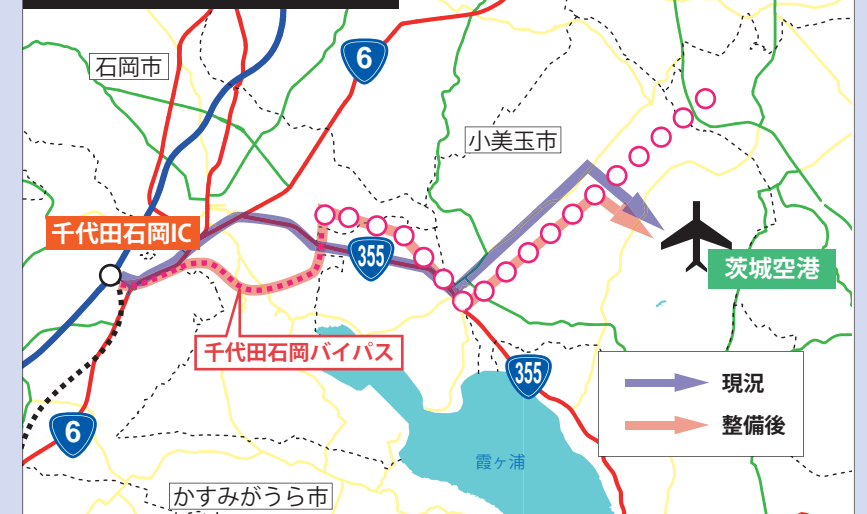 石岡市
6
小美玉市
千代田石岡IC
355
茨城空港
千代田石岡バイパス
355
現況
整備後
6
霞ヶ浦
かすみがうら市